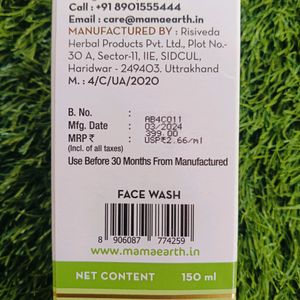 Call : +91 8901555444
Email : care@mamaearth.in
MANUFACTURED BY : Risiveda
Herbal Products Pvt. Ltd., Plot No.-
30 A, Sector-11, IIE, SIDCUL,
Haridwar - 249403. Uttrakhand
M. : 4/C/UA/2020
B. No. : AB4C011
Mfg. Date : 03/2024
MRP ₹ : 399.00
(Incl. of all taxes) USP₹2.66/ml
Use Before 30 Months From Manufactured
FACE WASH
8 906087 774259
www.mamaearth.in
NET CONTENT 150 ml